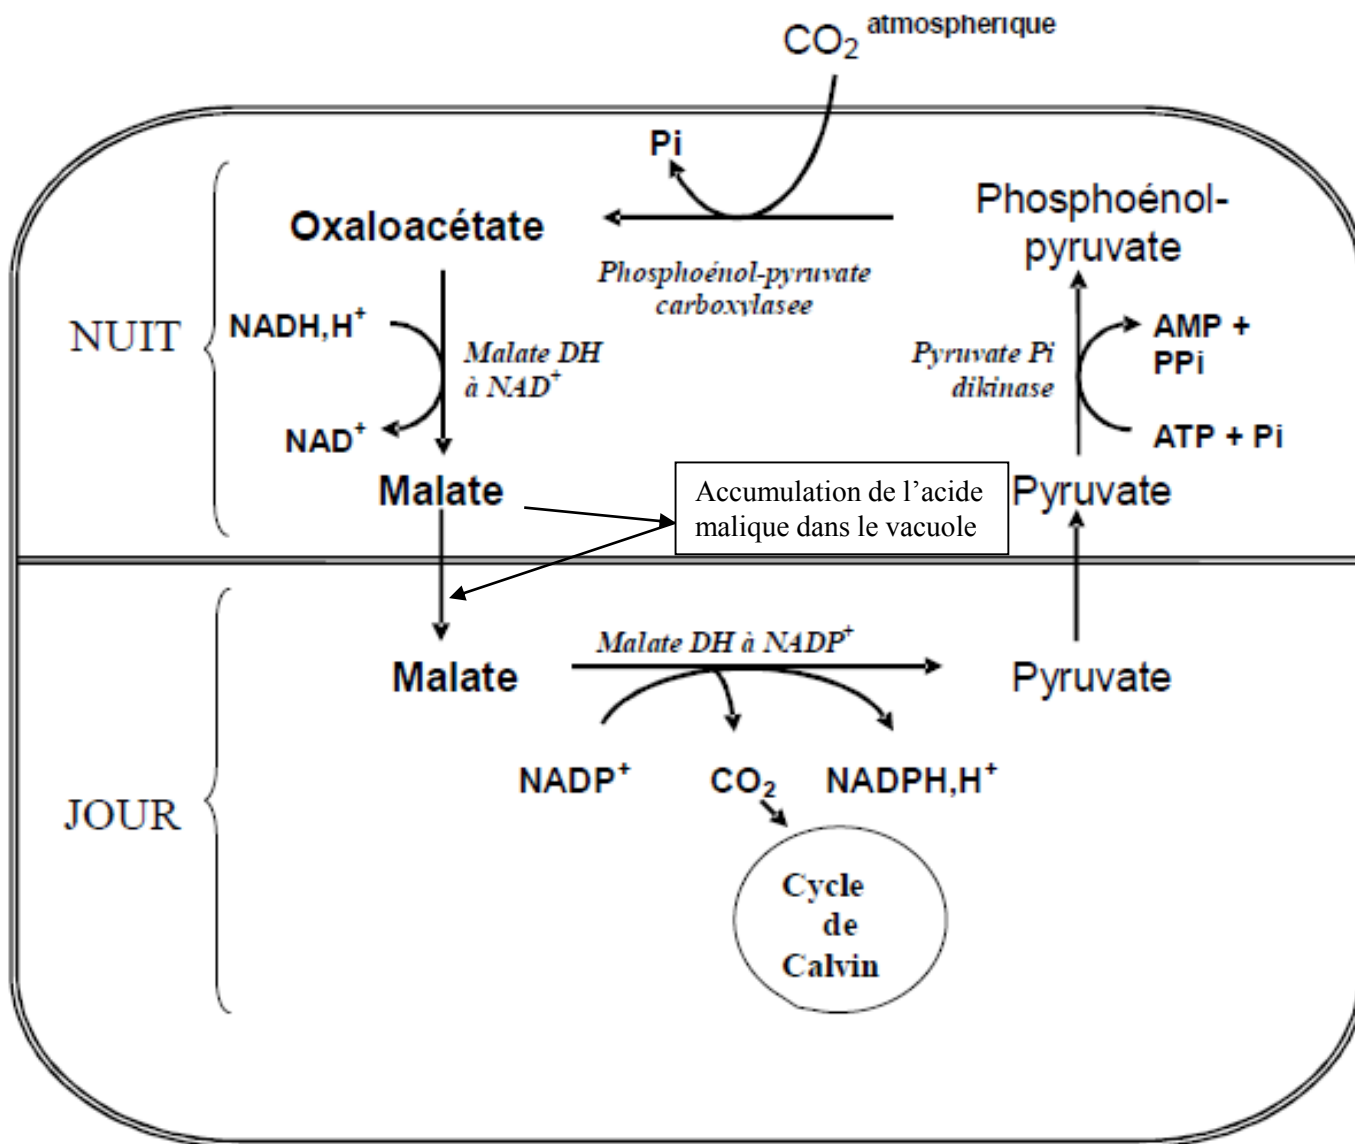 CO2 atmospherique
Pi
Phosphoénol-
pyruvate
Oxaloacétate
Phosphoénol-pyruvate
carboxylasee
NUIT
NADH,H+
Malate DH
à NAD+
NAD+
Pyruvate Pi
dikinase
AMP +
PPi
ATP + Pi
Malate
Accumulation de l’acide
malique dans le vacuole
Pyruvate
JOUR
Malate
Malate DH à NADP+
Pyruvate
NADP+
CO2
NADPH,H+
Cycle
de
Calvin